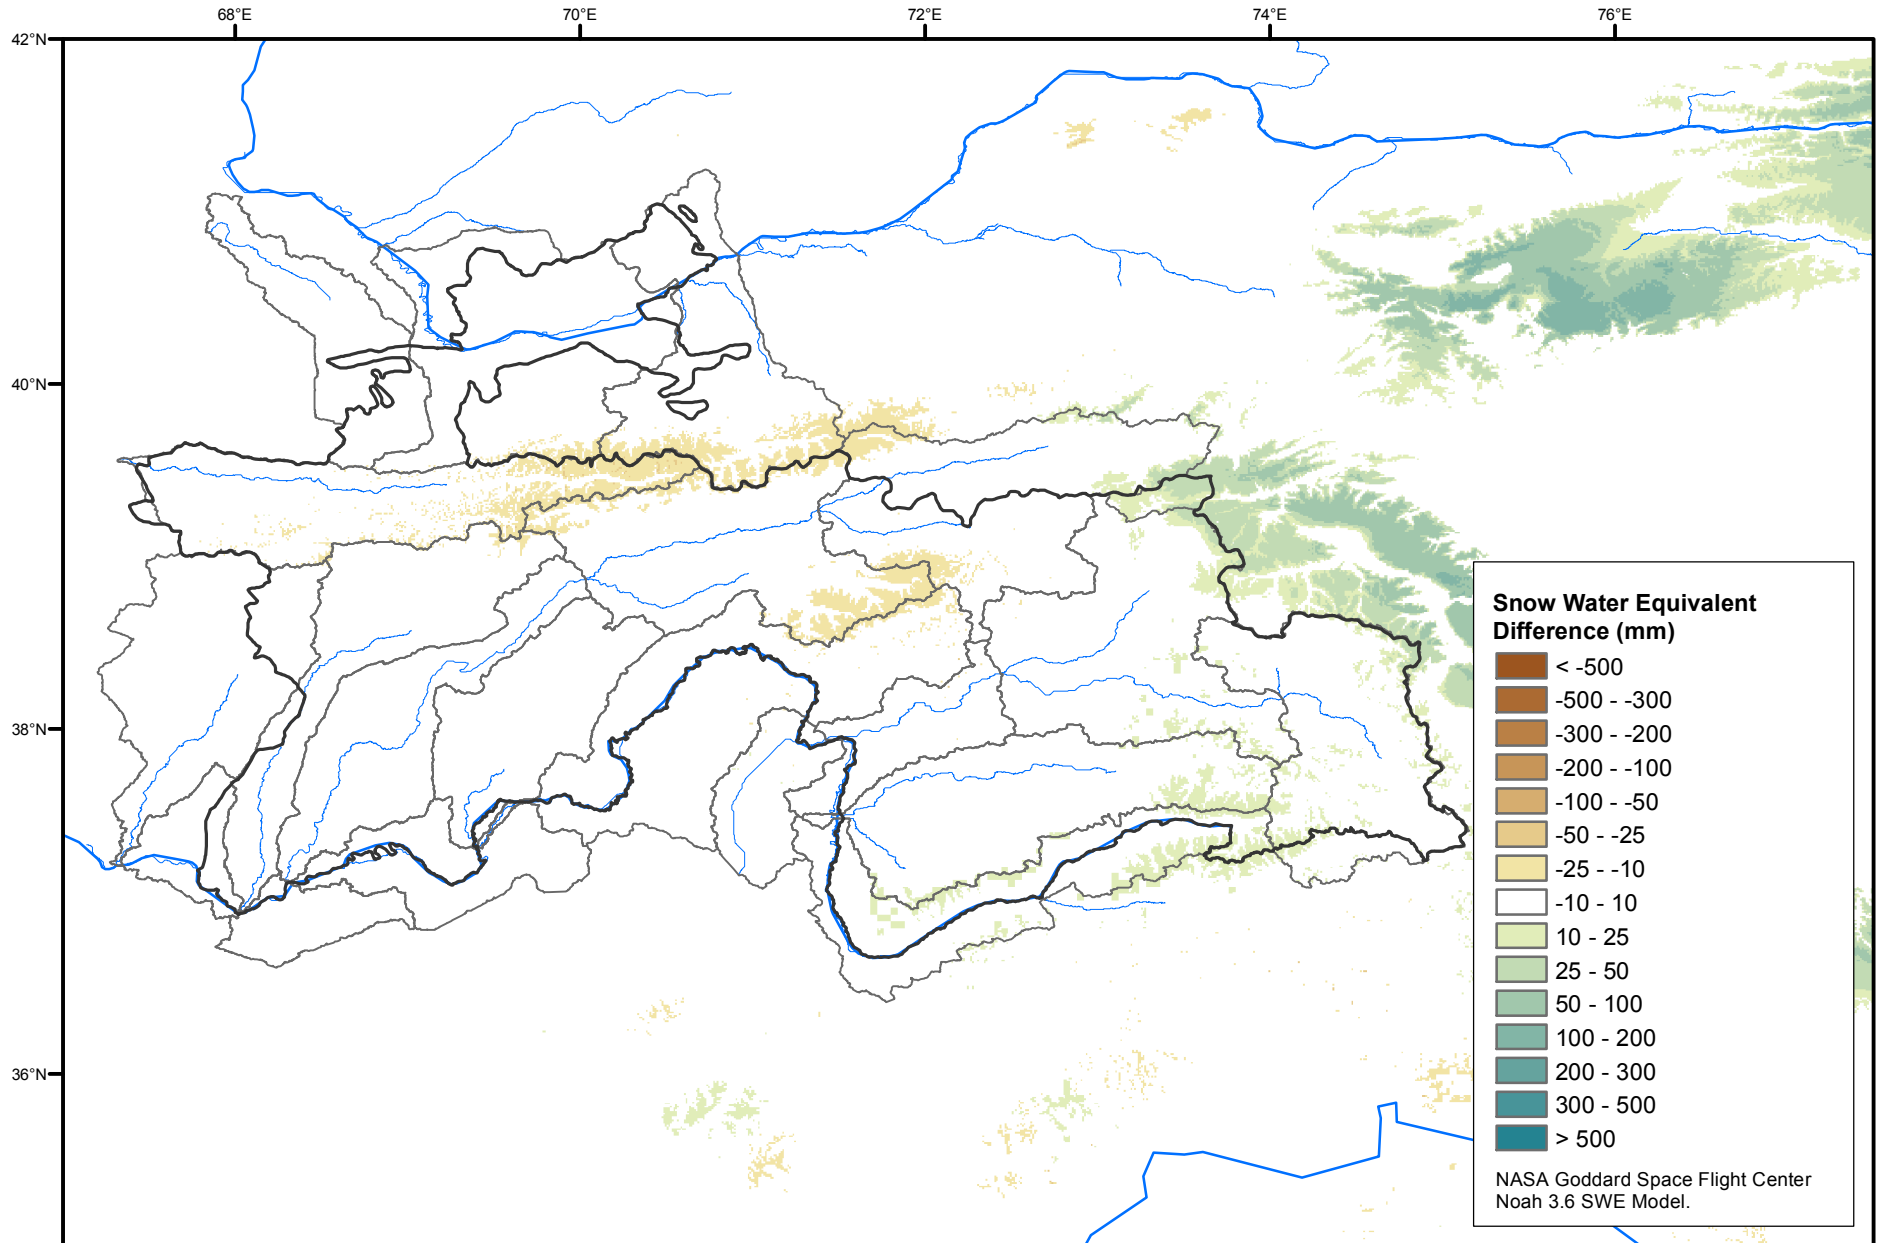 68°E 70°E 72°E 74°E 76°E
42°N
40°N
38°N
36°N
Snow Water Equivalent
Difference (mm)
< -500
-500 - -300
-300 - -200
-200 - -100
-100 - -50
-50 - -25
-25 - -10
-10 - 10
10 - 25
25 - 50
50 - 100
100 - 200
200 - 300
300 - 500
> 500
NASA Goddard Space Flight Center
Noah 3.6 SWE Model.